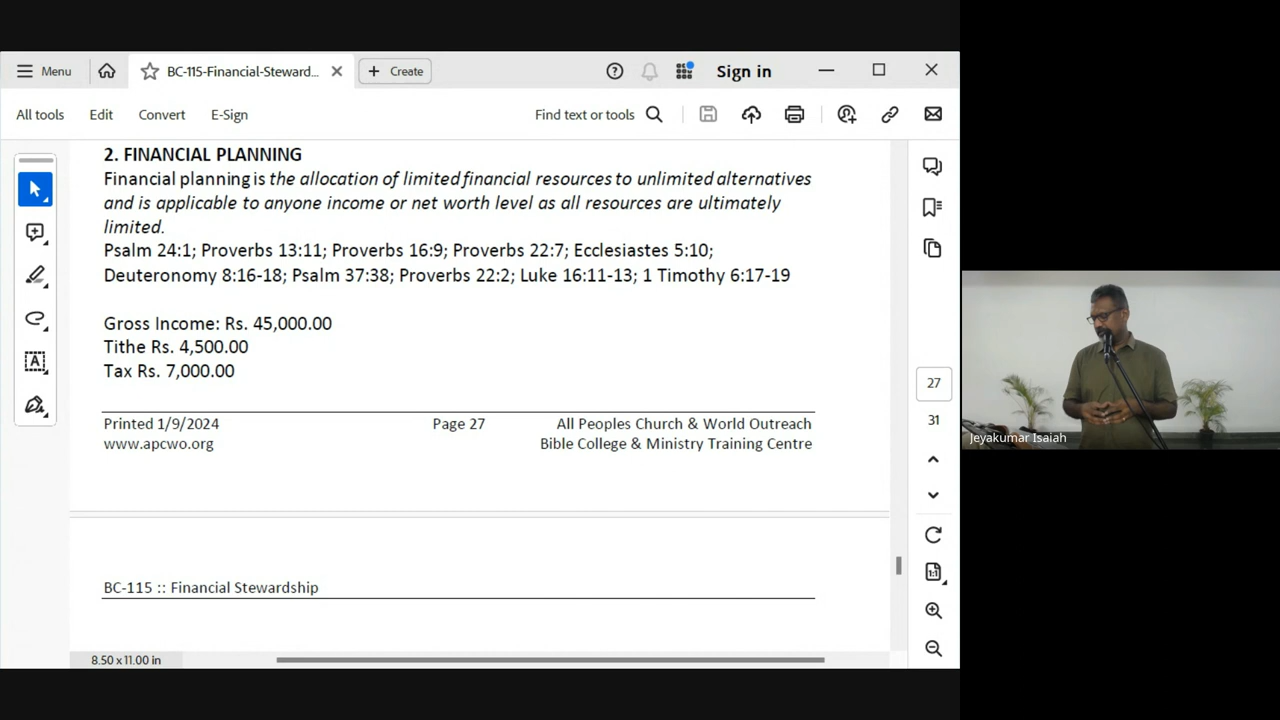 Menu
BC-115-Financial-Steward...
Create
Sign in
All tools
Edit
Convert
E-Sign
Find text or tools
2. FINANCIAL PLANNING
Financial planning is the allocation of limited financial resources to unlimited alternatives
and is applicable to anyone income or net worth level as all resources are ultimately
limited.
Psalm 24:1; Proverbs 13:11; Proverbs 16:9; Proverbs 22:7; Ecclesiastes 5:10;
Deuteronomy 8:16-18; Psalm 37:38; Proverbs 22:2; Luke 16:11-13; 1 Timothy 6:17-19
Gross Income: Rs. 45,000.00
Tithe Rs. 4,500.00
Tax Rs. 7,000.00
Printed 1/9/2024 Page 27 All Peoples Church & World Outreach
www.apcwo.org Bible College & Ministry Training Centre
BC-115 :: Financial Stewardship
8.50 x 11.00 in
27
31
1:1
Jeyakumar Isaiah